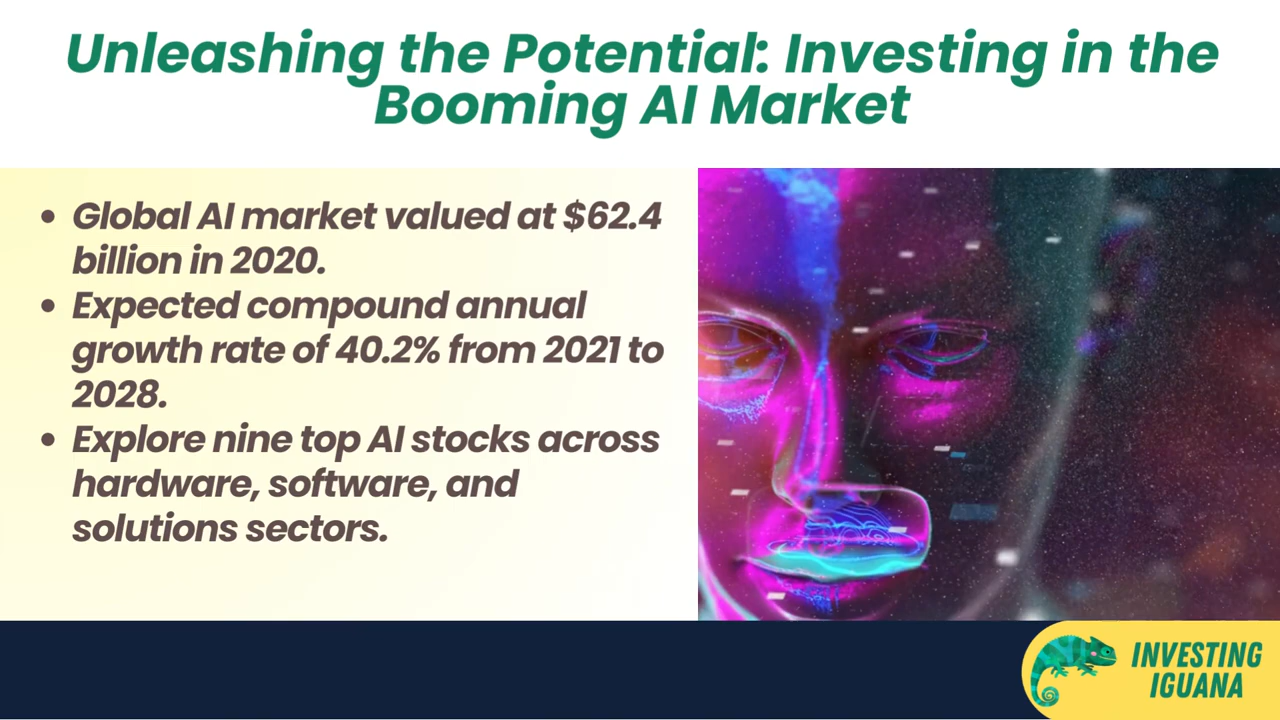 Unleashing the Potential: Investing in the
Booming AI Market
• Global AI market valued at $62.4
billion in 2020.
• Expected compound annual
growth rate of 40.2% from 2021 to
2028.
• Explore nine top AI stocks across
hardware, software, and
solutions sectors.
INVESTING
IGUANA